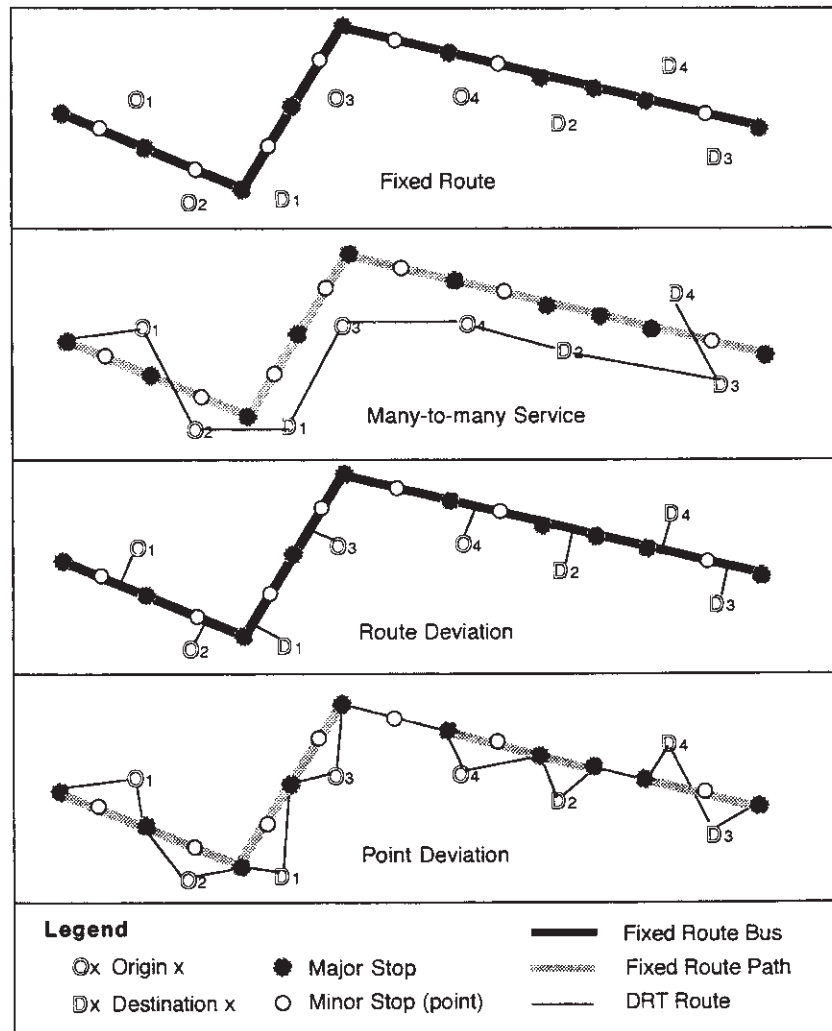 D4
O1
O3
O4
D2
D3
Fixed Route
O2
D1
D4
O1
O3
O4
D2
D3
O2
D1
Many-to-many Service
D4
O1
O3
O4
D2
D3
Route Deviation
O2
D1
D4
O1
O3
O4
D2
D3
Point Deviation
O2
D1
Legend
Fixed Route Bus
Ox Origin x
Major Stop
Fixed Route Path
Dx Destination x
Minor Stop (point)
DRT Route